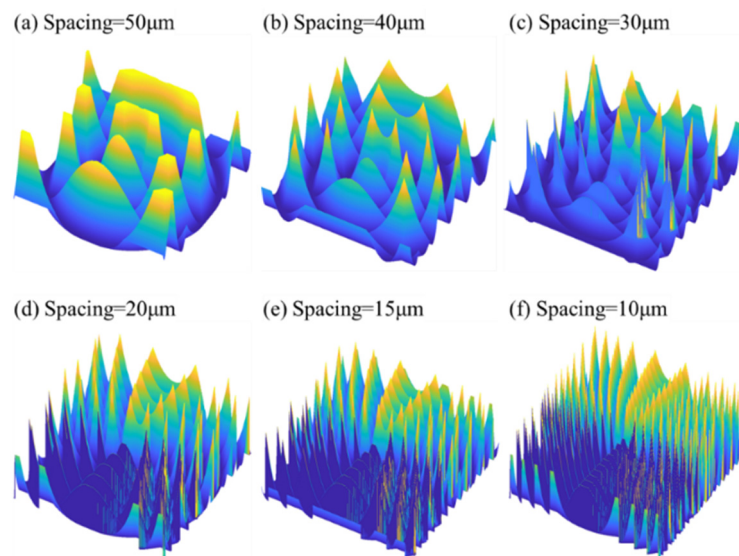 (a) Spacing=50μm
(b) Spacing=40μm
(c) Spacing=30μm
(d) Spacing=20μm
(e) Spacing=15μm
(f) Spacing=10μm